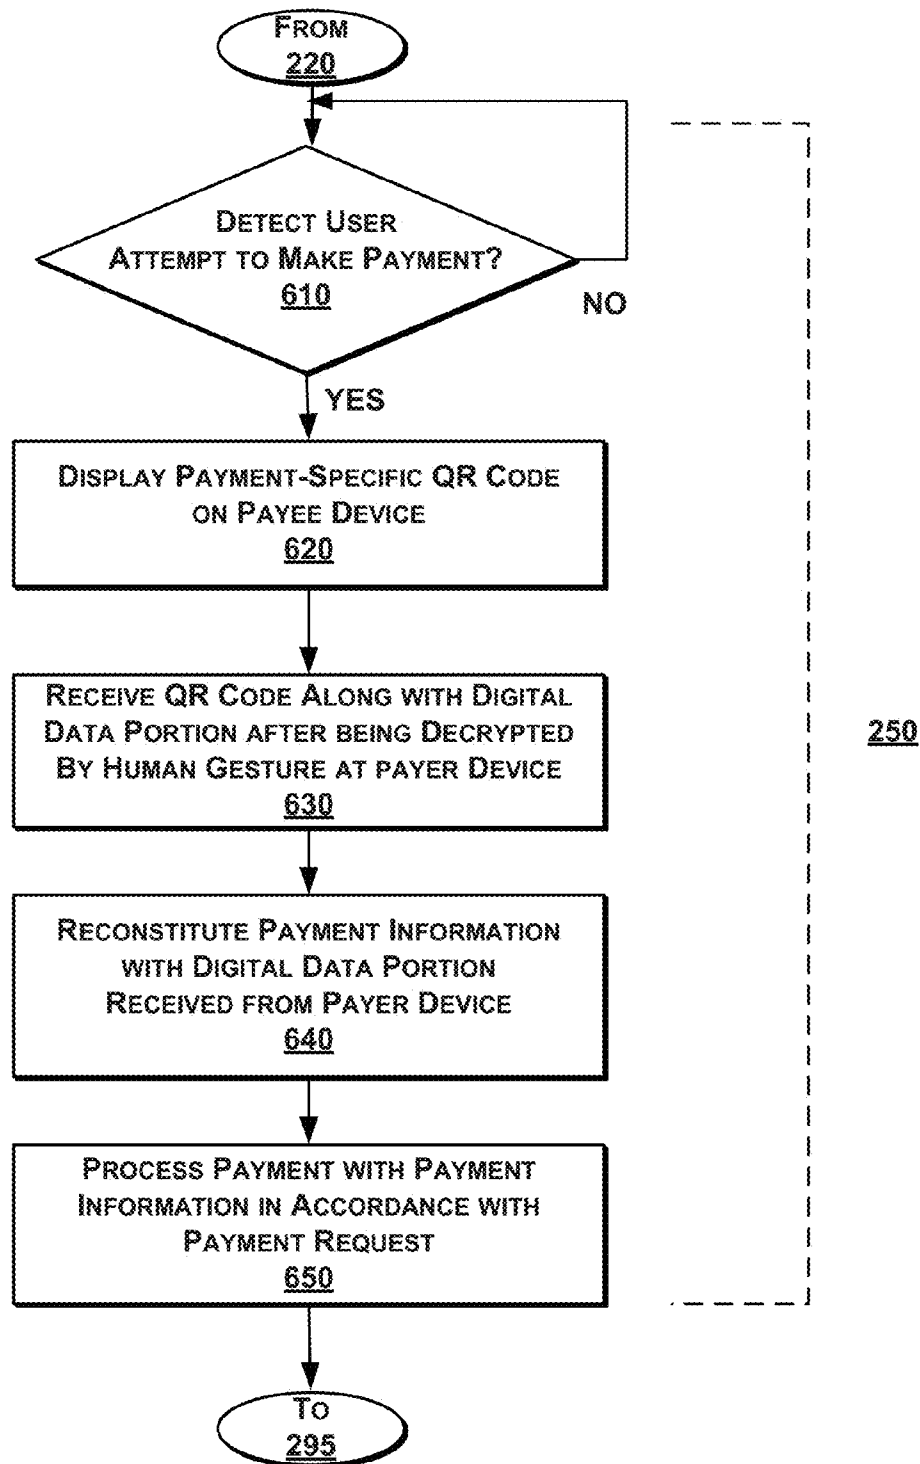 FROM
220
DETECT USER
ATTEMPT TO MAKE PAYMENT?
610
NO
YES
DISPLAY PAYMENT-SPECIFIC QR CODE
ON PAYEE DEVICE
620
RECEIVE QR CODE ALONG WITH DIGITAL
DATA PORTION AFTER BEING DECRYPTED
BY HUMAN GESTURE AT PAYER DEVICE
630
250
RECONSTITUTE PAYMENT INFORMATION
WITH DIGITAL DATA PORTION
RECEIVED FROM PAYER DEVICE
640
PROCESS PAYMENT WITH PAYMENT
INFORMATION IN ACCORDANCE WITH
PAYMENT REQUEST
650
TO
295